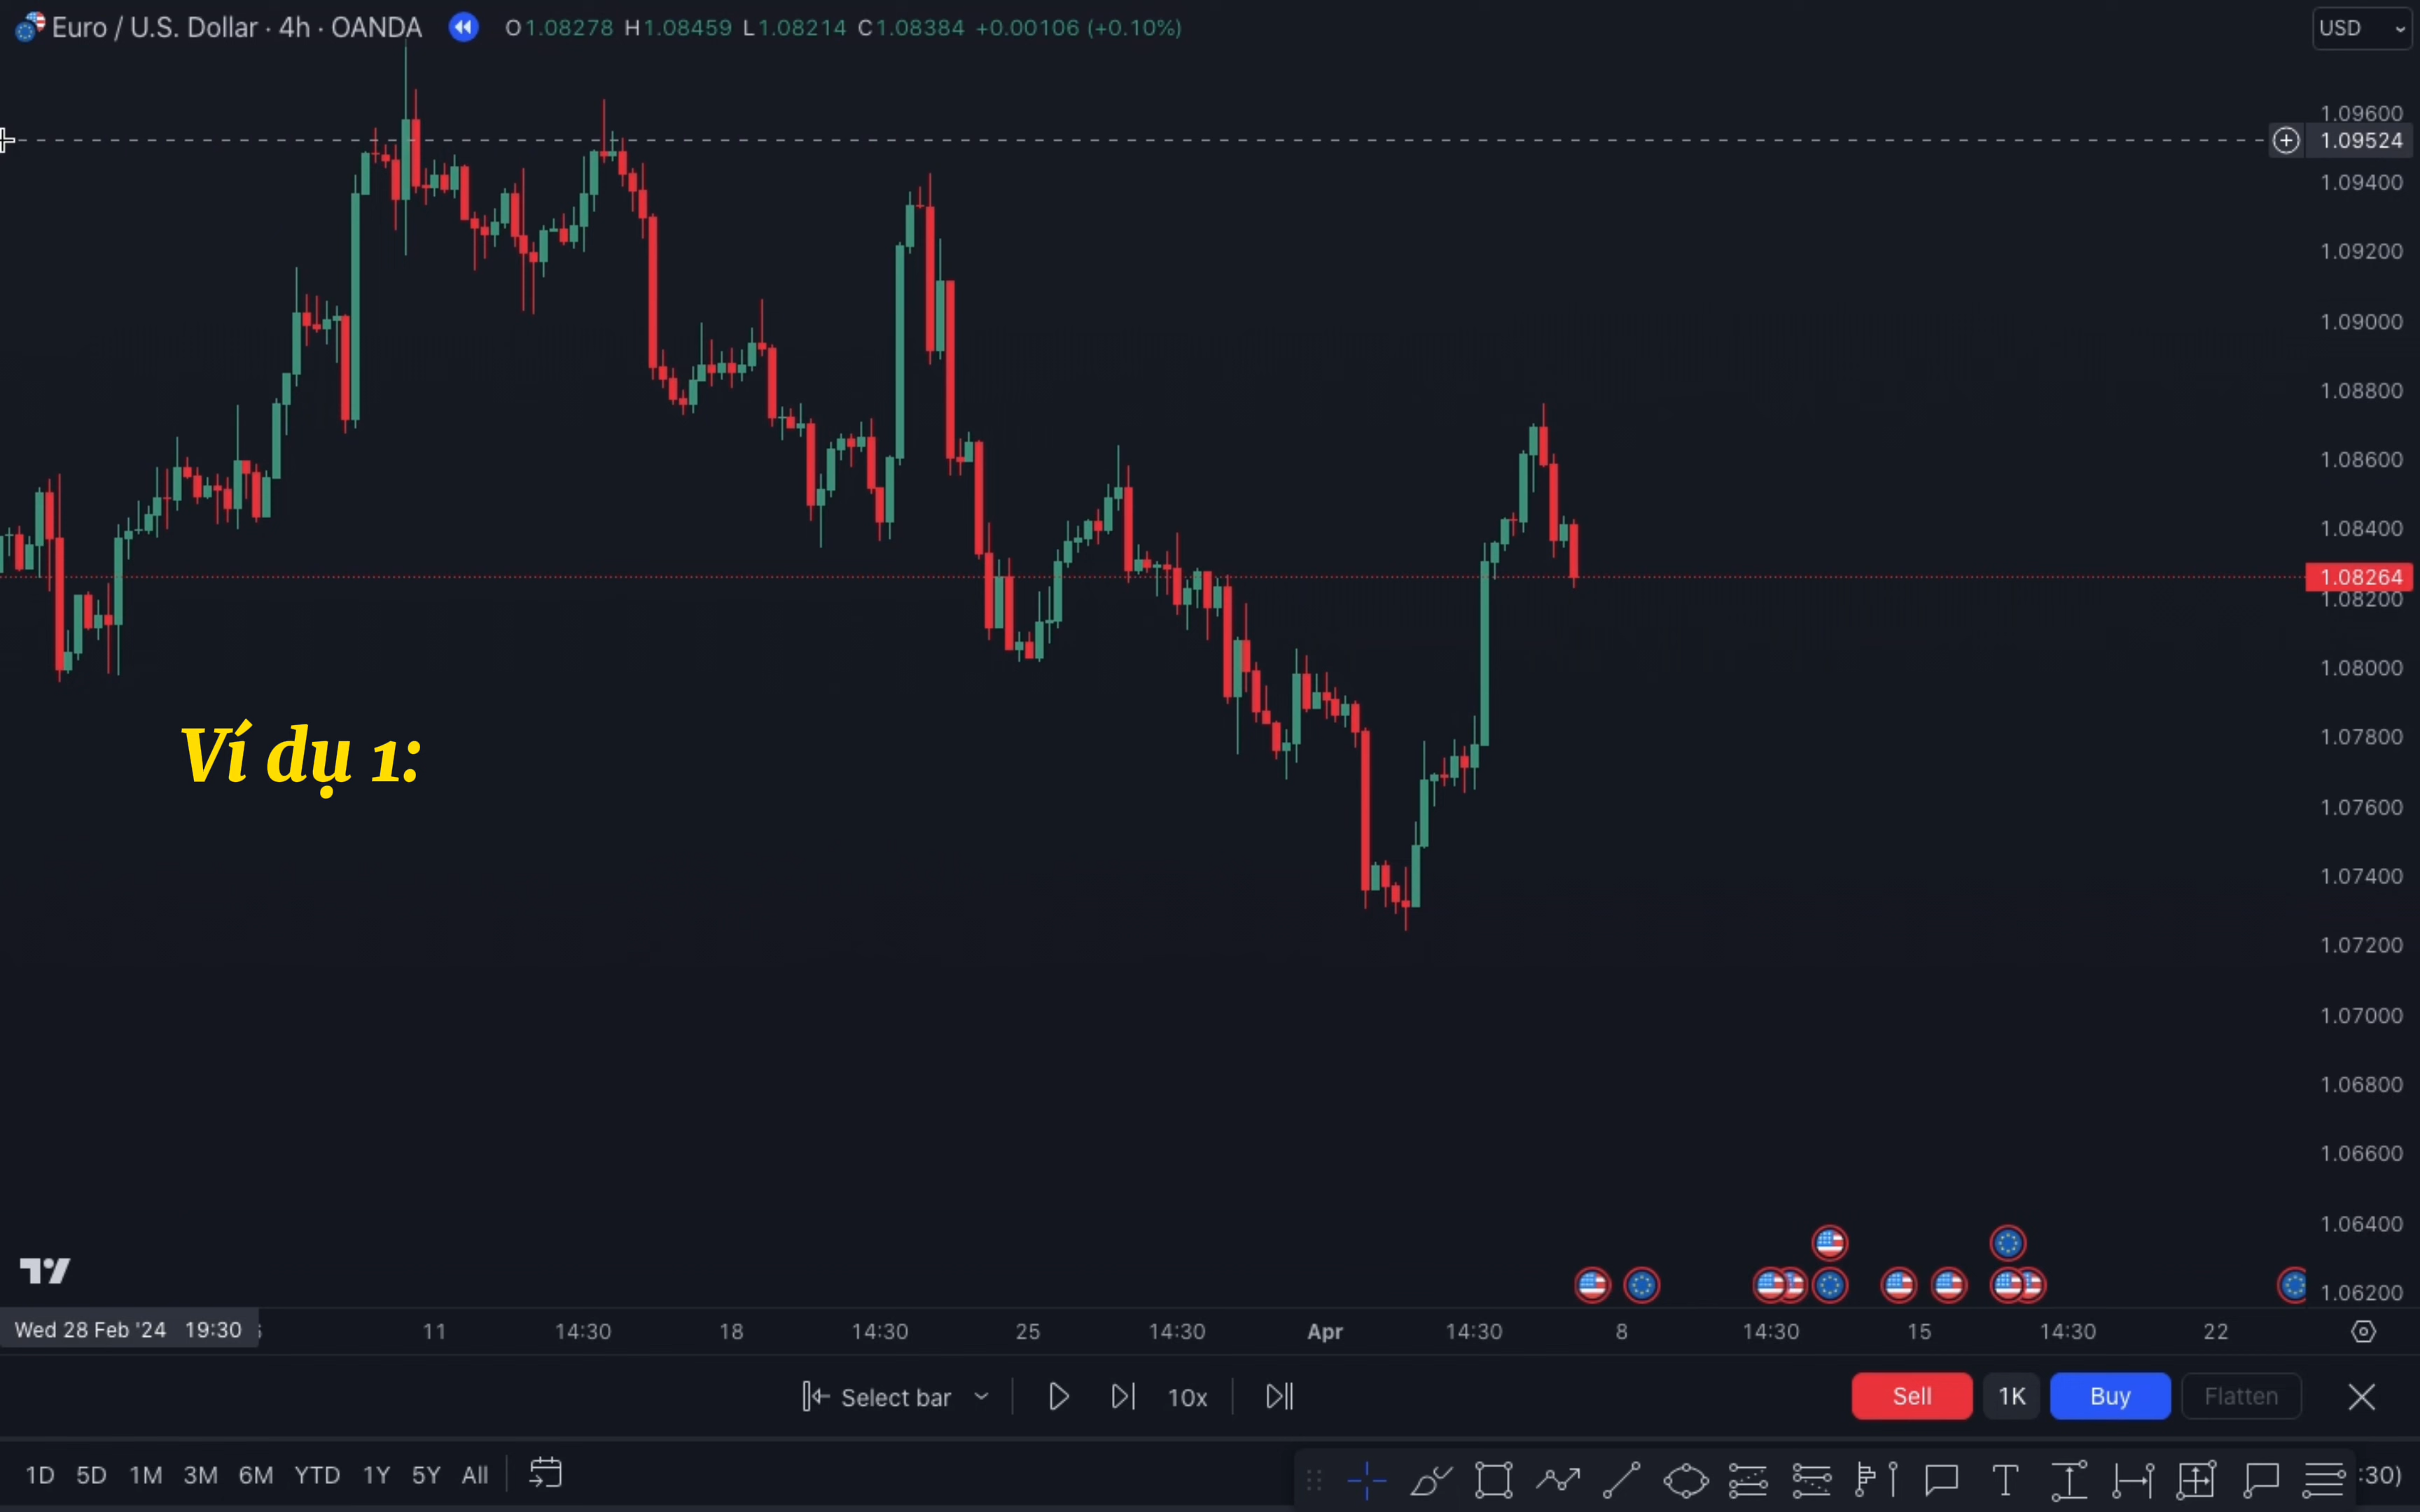 Euro / U.S. Dollar · 4h · OANDA
O1.08278 H1.08459 L1.08214 C1.08384 +0.00106 (+0.10%)
USD
1.09600
1.09524
1.09400
1.09200
1.09000
1.08800
1.08600
1.08400
1.08264
1.08200
1.08000
Ví dụ 1:
1.07800
1.07600
1.07400
1.07200
1.07000
1.06800
1.06600
1.06400
1.06200
Wed 28 Feb '24 19:30
11 14:30 18 14:30 25 14:30 Apr 14:30 8 14:30 15 14:30 22
Select bar 10x
Sell 1K Buy Flatten
1D 5D 1M 3M 6M YTD 1Y 5Y All
:30)